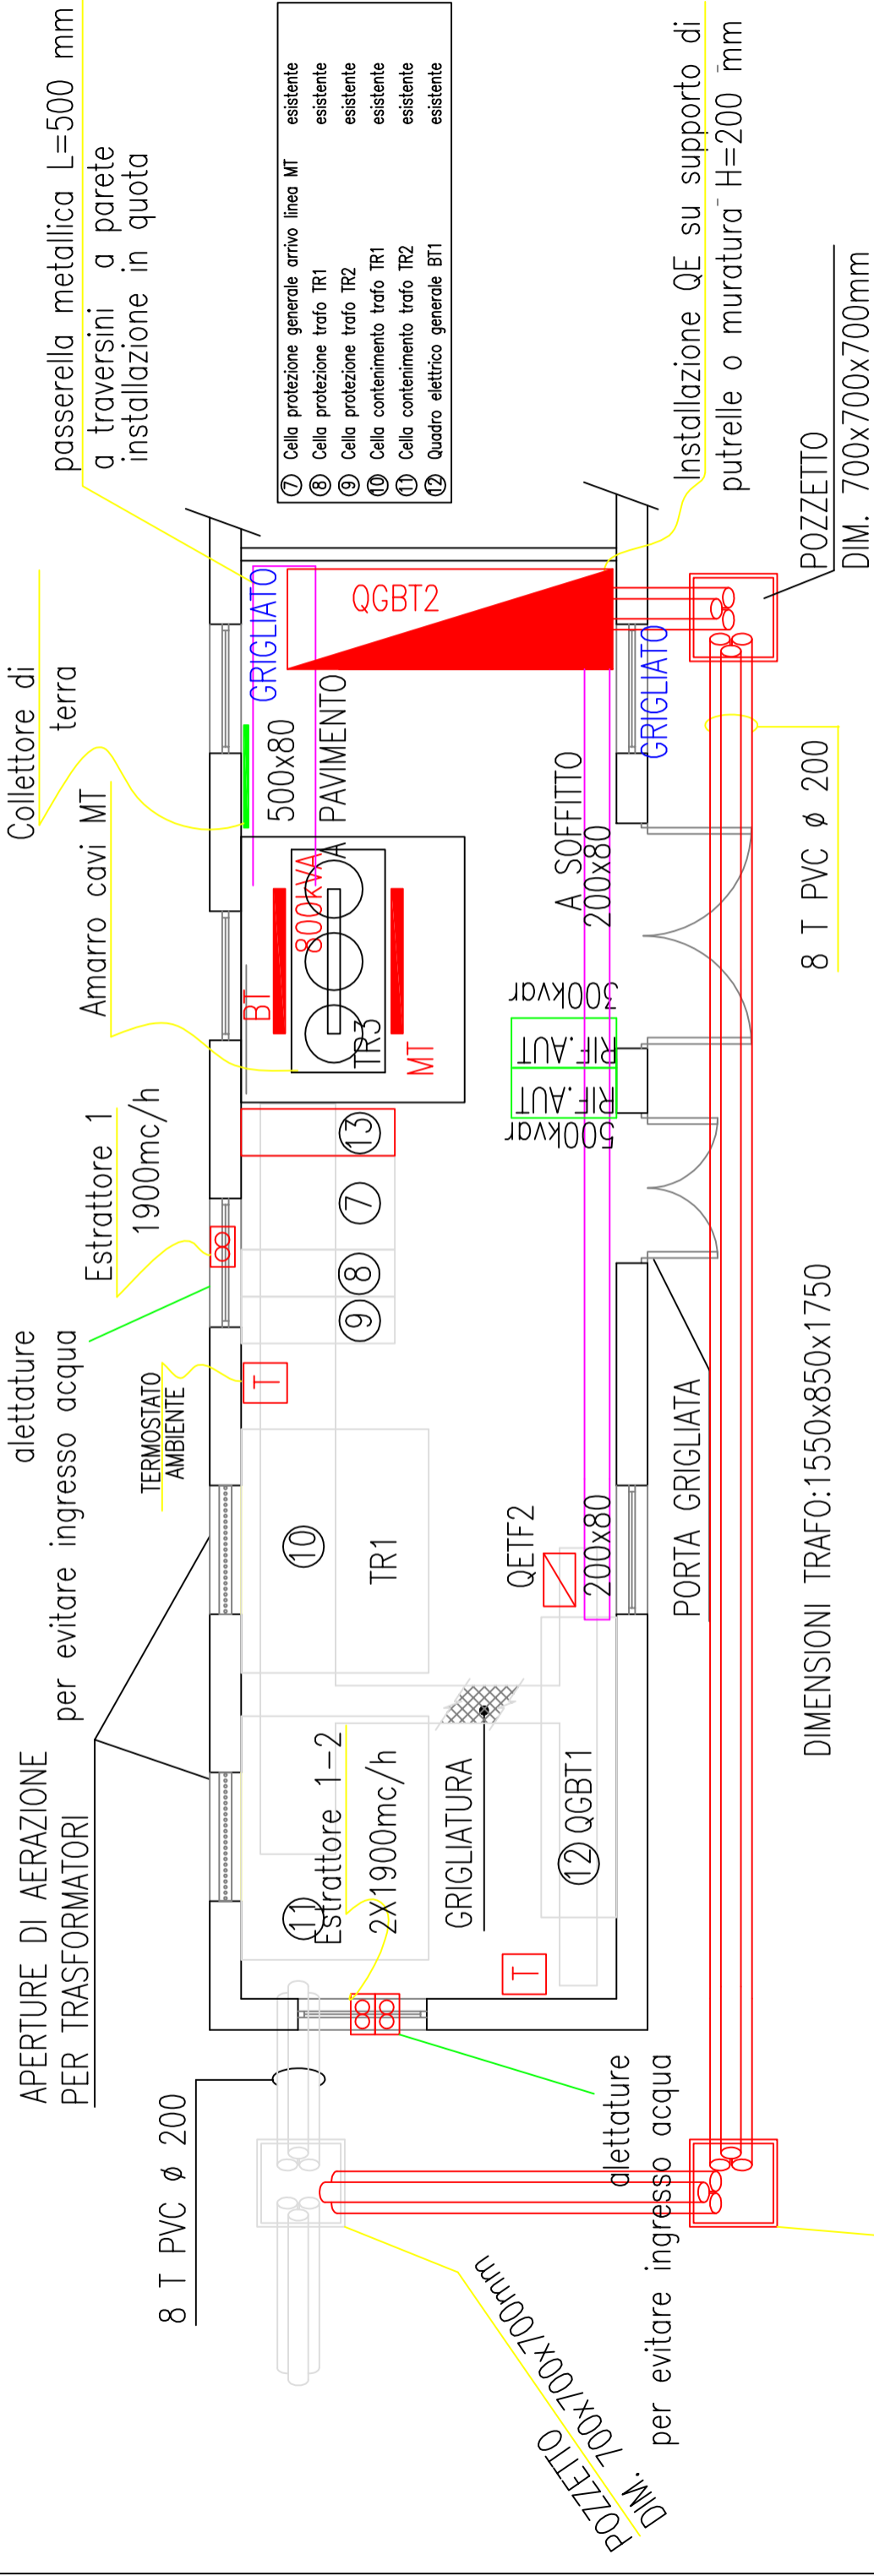 passerella metallica L=500 mm
a traversini a parete
installazione in quota
⑦ Cella protezione generale arrivo linea MT esistente
⑧ Cella protezione trafo TR1 esistente
⑨ Cella protezione trafo TR2 esistente
⑩ Cella contenimento trafo TR1 esistente
⑪ Cella contenimento trafo TR2 esistente
⑫ Quadro elettrico generale BT1 esistente
Installazione QE su supporto di
putrelle o muratura H=200 mm
POZZETTO
DIM. 700x700x700mm
Collettore di
terra
Amarro cavi MT
Estrattore 1
1900mc/h
alettature
per evitare ingresso acqua
TERMOSTATO
AMBIENTE
APERTURE DI AERAZIONE
PER TRASFORMATORI
8 T PVC ø 200
GRIGLIATO
QGBT2
GRIGLIATO
500x80
A PAVIMENTO
800kVA
BT
TR3
MT
A SOFFITTO
200x80
300kvar
RIF.AUT
RIF.AUT
500kvar
⑬
⑦
⑧
⑨
T
⑩
TR1
QETF2
200x80
⑪
Estrattore 1-2
2X1900mc/h
GRIGLIATURA
⑫ QGBT1
T
8 T PVC ø 200
PORTA GRIGLIATA
DIMENSIONI TRAFO:1550x850x1750
alettature
per evitare ingresso acqua
POZZETTO
DIM. 700x700x700mm